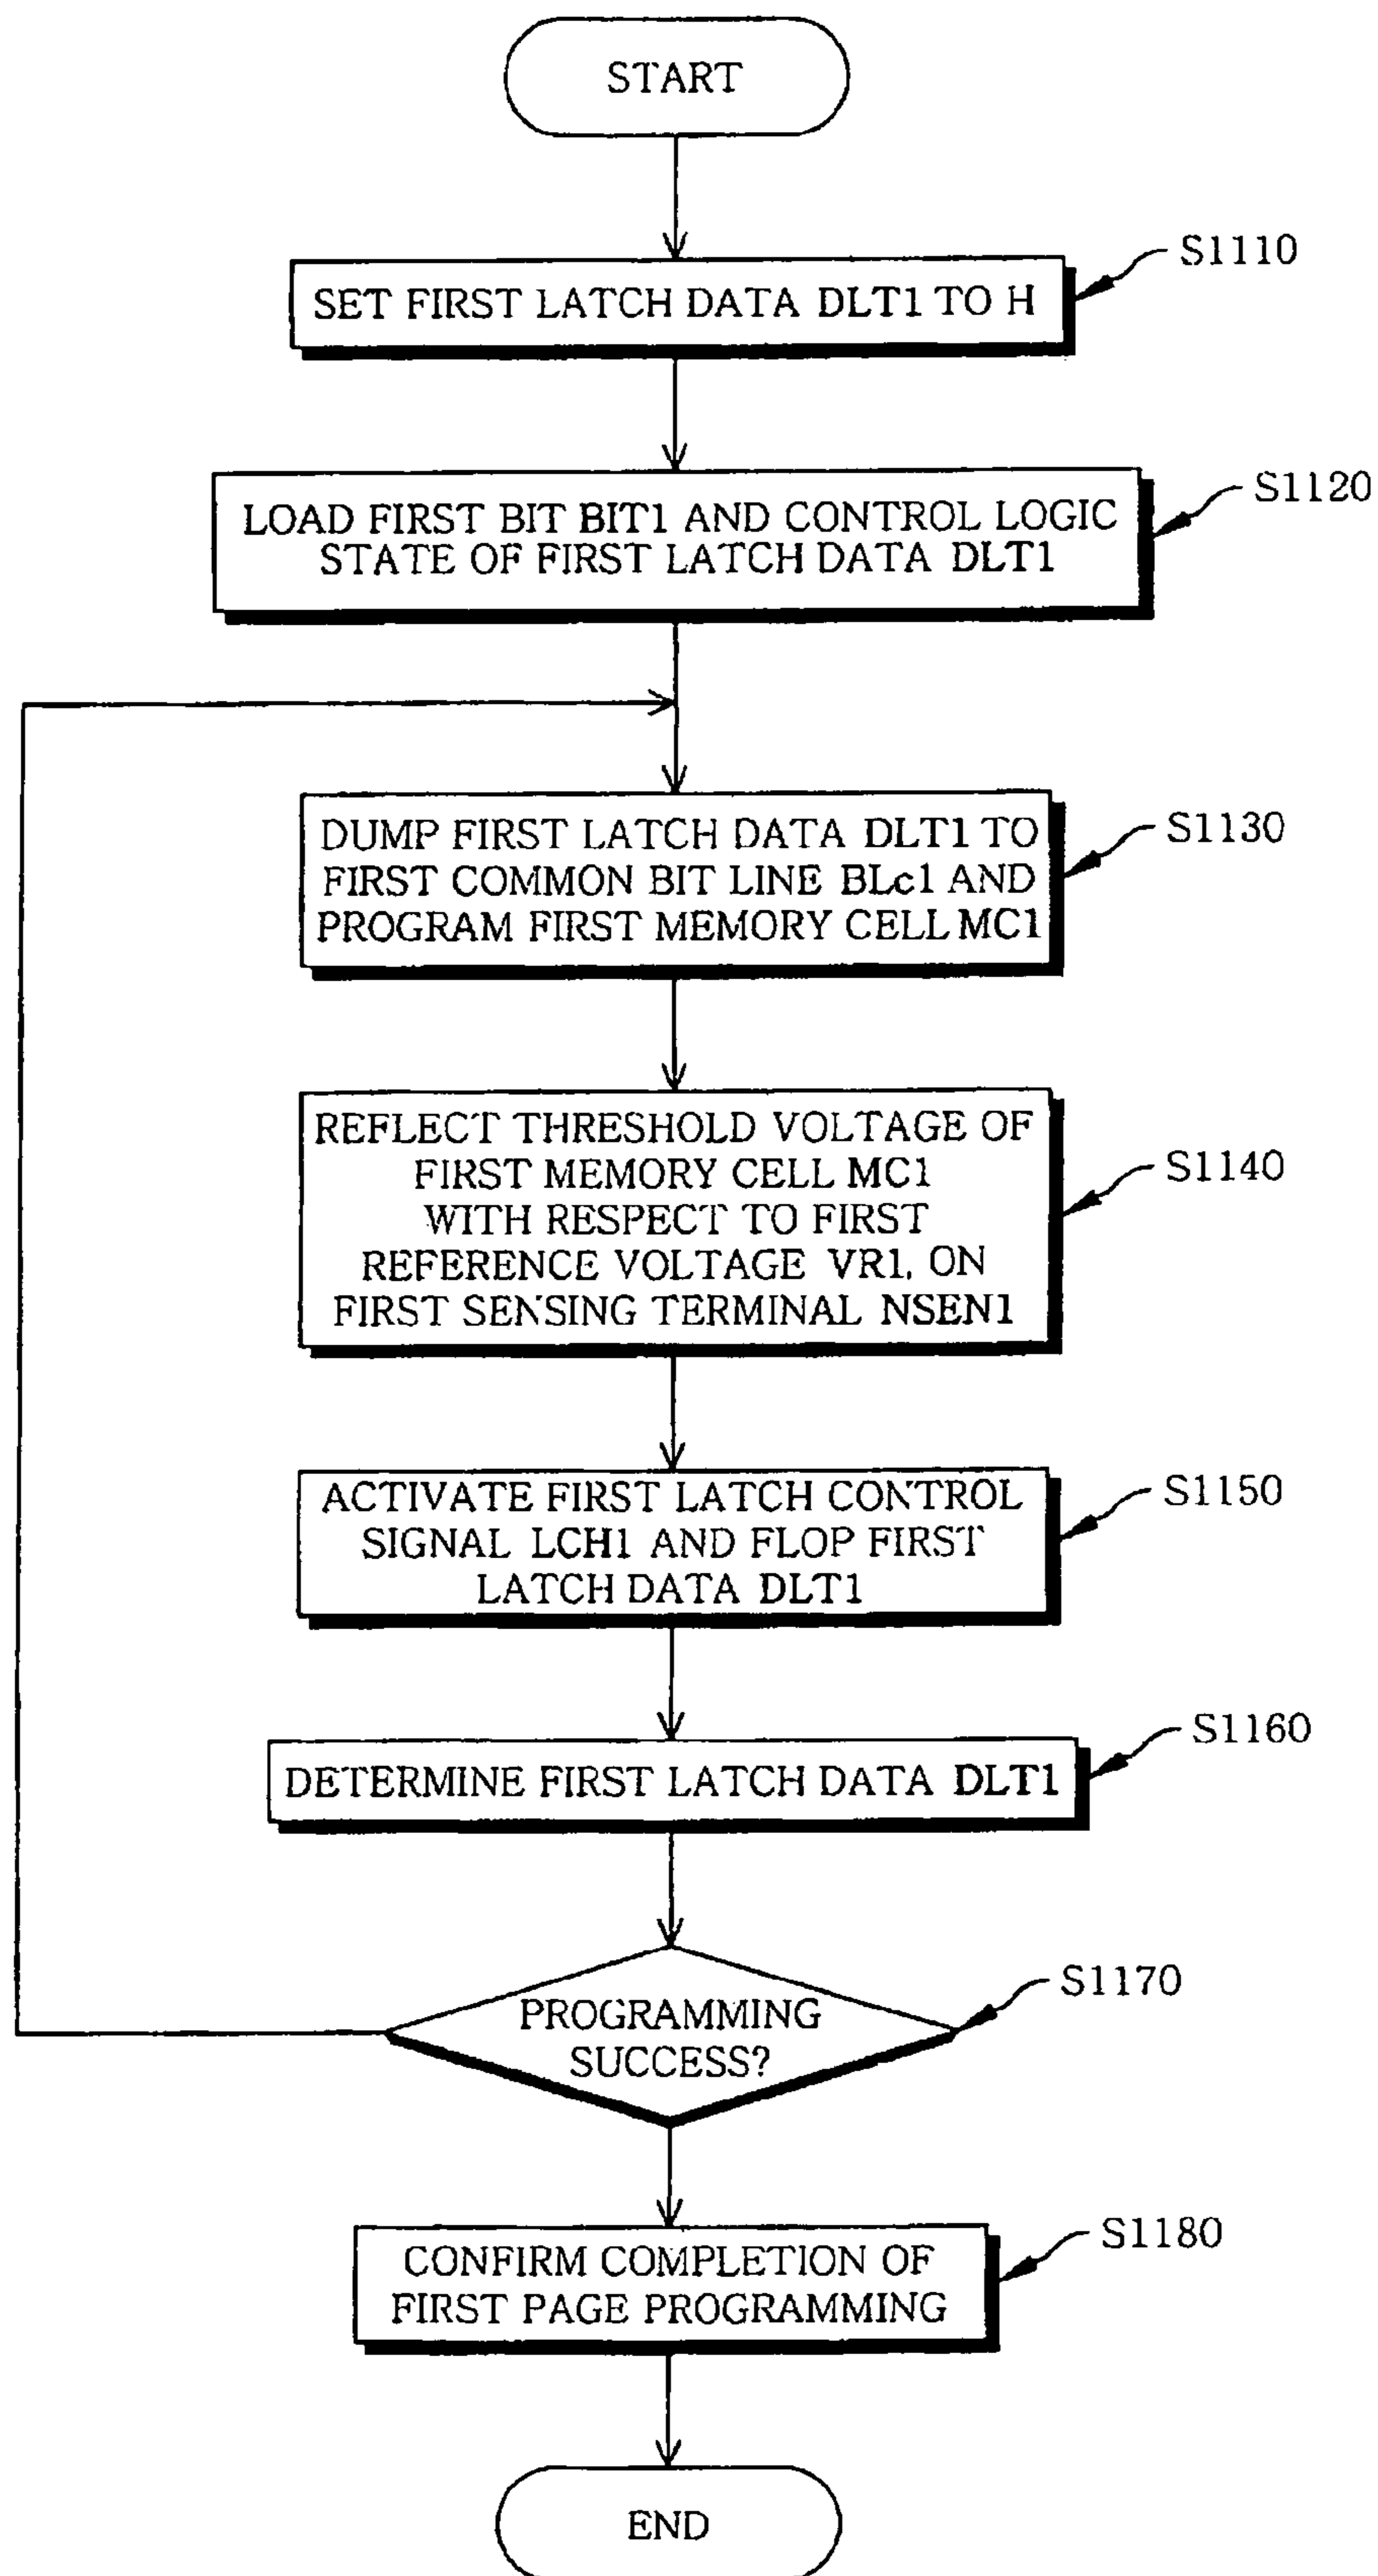 START
S1110
SET FIRST LATCH DATA DLT1 TO H
S1120
LOAD FIRST BIT BIT1 AND CONTROL LOGIC
STATE OF FIRST LATCH DATA DLT1
S1130
DUMP FIRST LATCH DATA DLT1 TO
FIRST COMMON BIT LINE BLc1 AND
PROGRAM FIRST MEMORY CELL MC1
S1140
REFLECT THRESHOLD VOLTAGE OF
FIRST MEMORY CELL MC1
WITH RESPECT TO FIRST
REFERENCE VOLTAGE VR1, ON
FIRST SENSING TERMINAL NSEN1
S1150
ACTIVATE FIRST LATCH CONTROL
SIGNAL LCH1 AND FLOP FIRST
LATCH DATA DLT1
S1160
DETERMINE FIRST LATCH DATA DLT1
S1170
PROGRAMMING
SUCCESS?
S1180
CONFIRM COMPLETION OF
FIRST PAGE PROGRAMMING
END